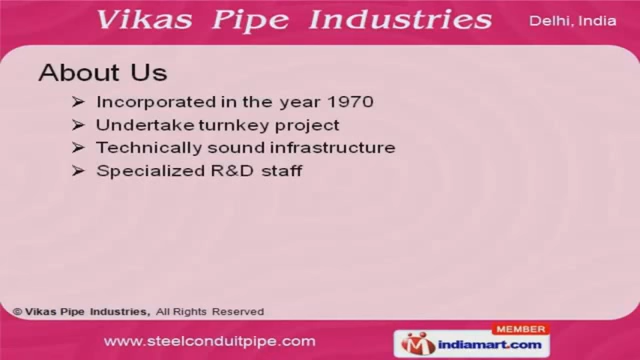 Vikas Pipe Industries
Delhi, India
About Us
➢ Incorporated in the year 1970
➢ Undertake turnkey project
➢ Technically sound infrastructure
➢ Specialized R&D staff
© Vikas Pipe Industries, All Rights Reserved
www.steelconduitpipe.com
MEMBER
indiamart.com